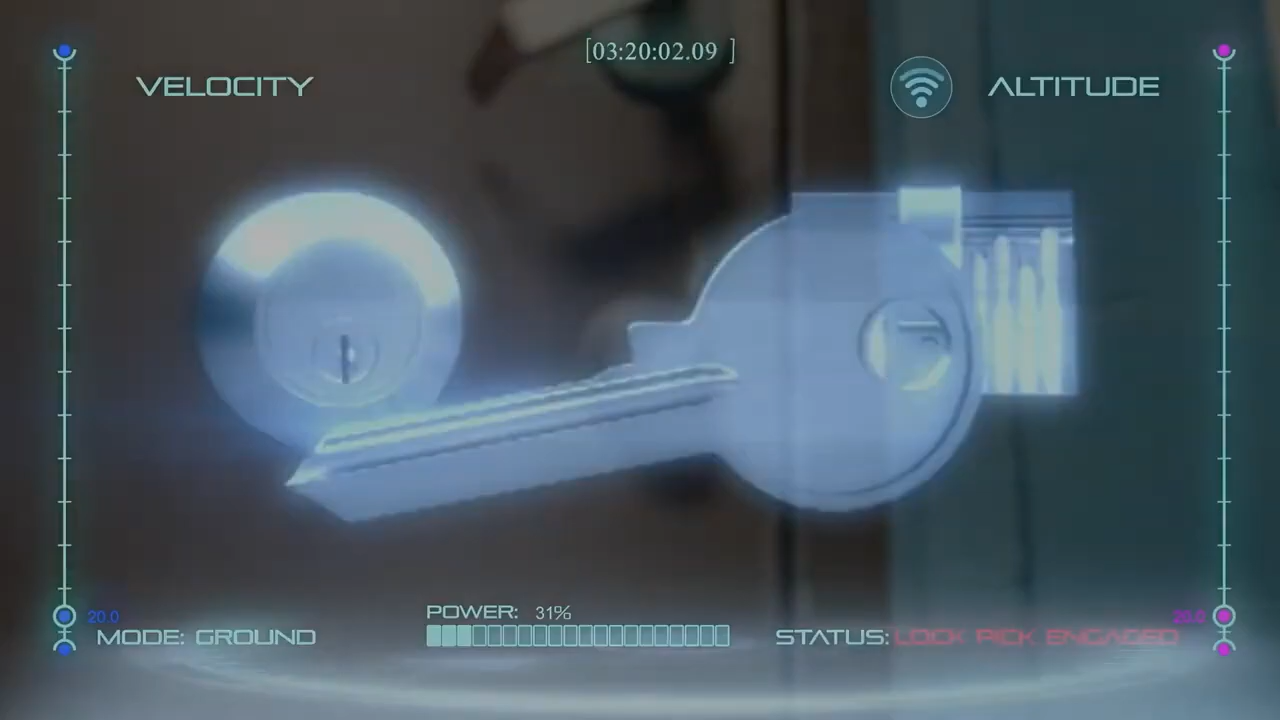 [03:20:02.09 ]
VELOCITY
ALTITUDE
20.0
20.0
POWER: 31%
MODE: GROUND
STATUS: LOCK PICK ENGAGED